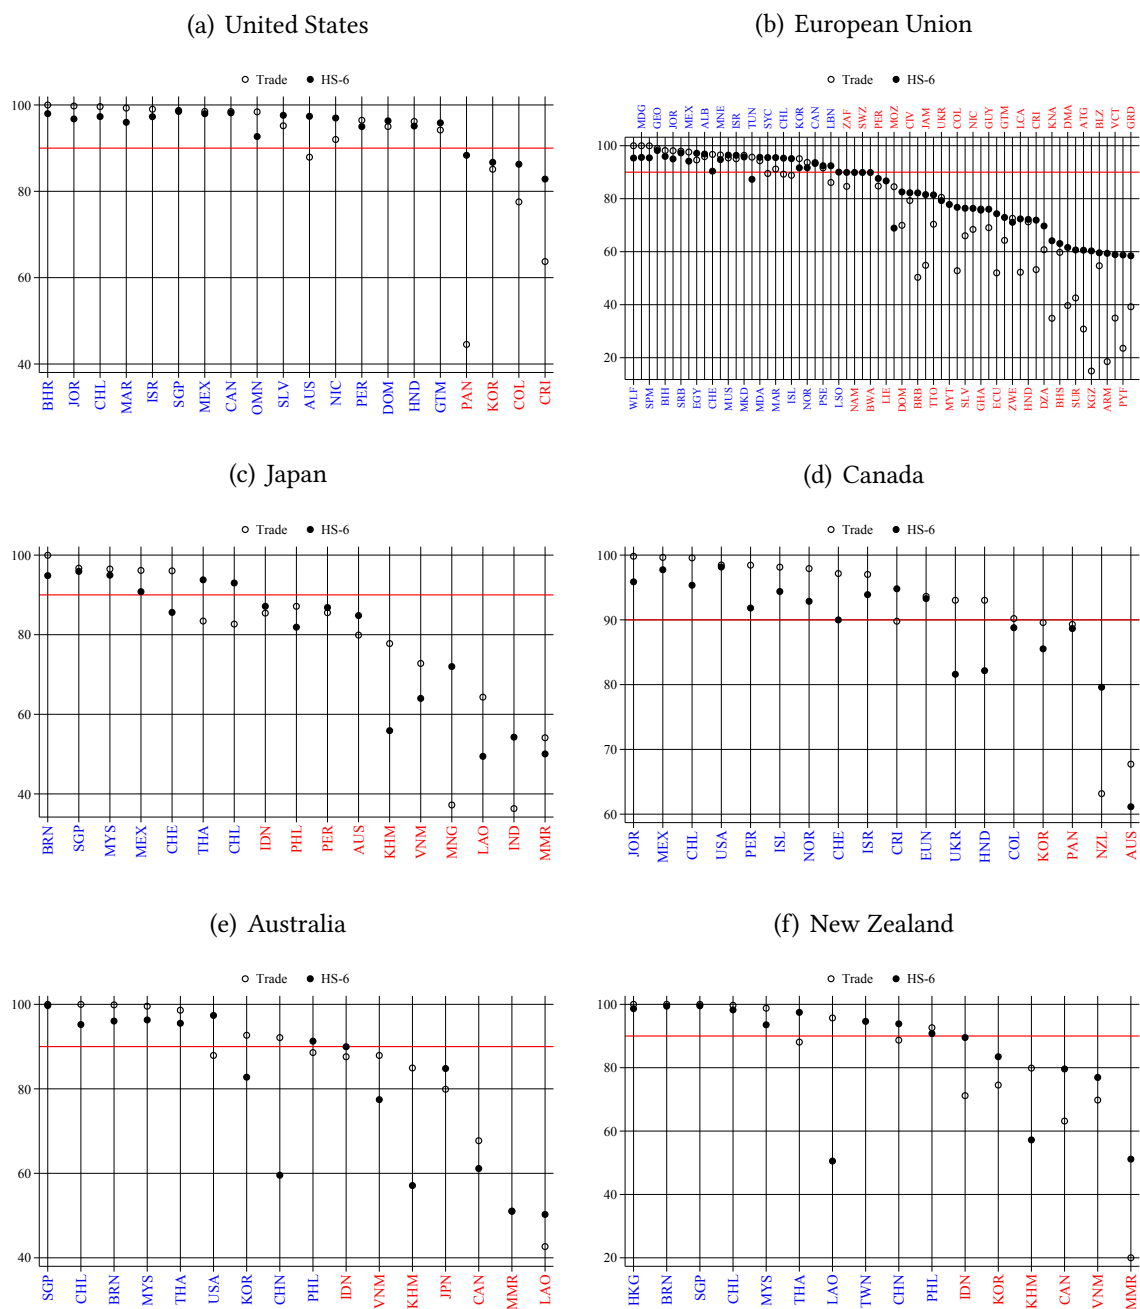 (a) United States
Trade HS-6
100
80
60
40
BHR JOR CHL MAR ISR SGP MEX CAN OMN SLV AUS NIC PER DOM HND GTM PAN KOR COL CRI
(b) European Union
Trade HS-6
MDG GEO JOR MEX ALB MNE ISR TUN SYC CHL KOR CAN LBN ZAF SWZ PER MOZ CIV JAM UKR COL NIC GUY GTM LCA CRI KNA DMA ATG BLZ VCT GRD
100
80
60
40
20
WLF SPM BIH SRB EGY CHE MUS MKD MDA MAR ISL NOR PSE LSO NAM BWA LIE DOM BRB TTO MYT SLV GHA ECU ZWE HND DZA BHS SUR KGZ ARM PYF
(c) Japan
Trade HS-6
100
80
60
40
BRN SGP MYS MEX CHE THA CHL IDN PHL PER AUS KHM VNM MNG LAO IND MMR
(d) Canada
Trade HS-6
100
90
80
70
60
JOR MEX CHL USA PER ISL NOR CHE ISR CRI EUN UKR HND COL KOR PAN NZL AUS
(e) Australia
Trade HS-6
100
80
60
40
SGP CHL BRN MYS THA USA KOR CHN PHL IDN VNM KHM JPN CAN MMR LAO
(f) New Zealand
Trade HS-6
100
80
60
40
20
HKG BRN SGP CHL MYS THA LAO TWN CHN PHL IDN KOR KHM CAN VNM MMR